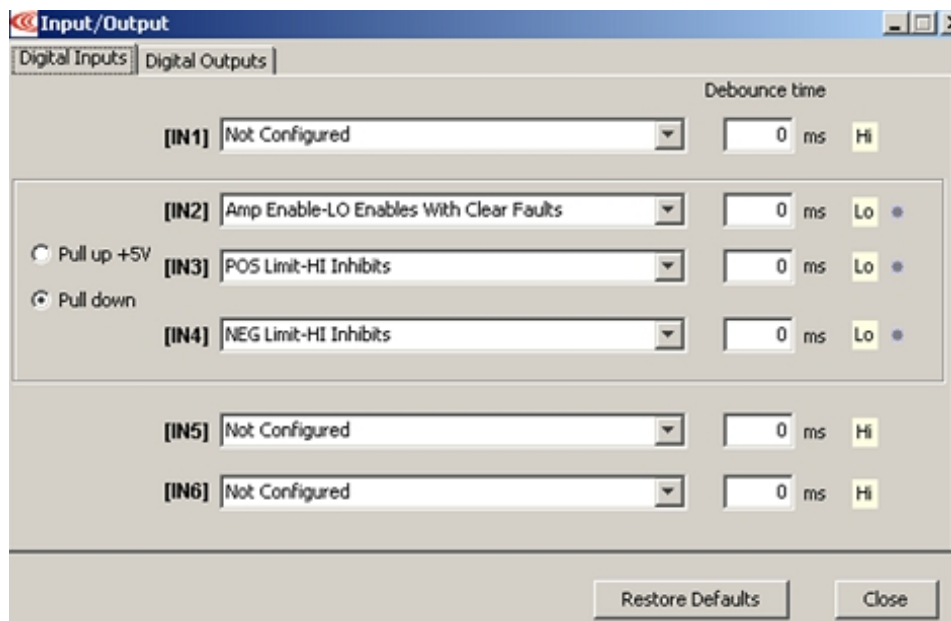 Input/Output
Digital Inputs Digital Outputs
Debounce time
[IN1] Not Configured 0 ms Hi
[IN2] Amp Enable-LO Enables With Clear Faults 0 ms Lo
Pull up +5V
[IN3] POS Limit-HI Inhibits 0 ms Lo
Pull down
[IN4] NEG Limit-HI Inhibits 0 ms Lo
[IN5] Not Configured 0 ms Hi
[IN6] Not Configured 0 ms Hi
Restore Defaults Close